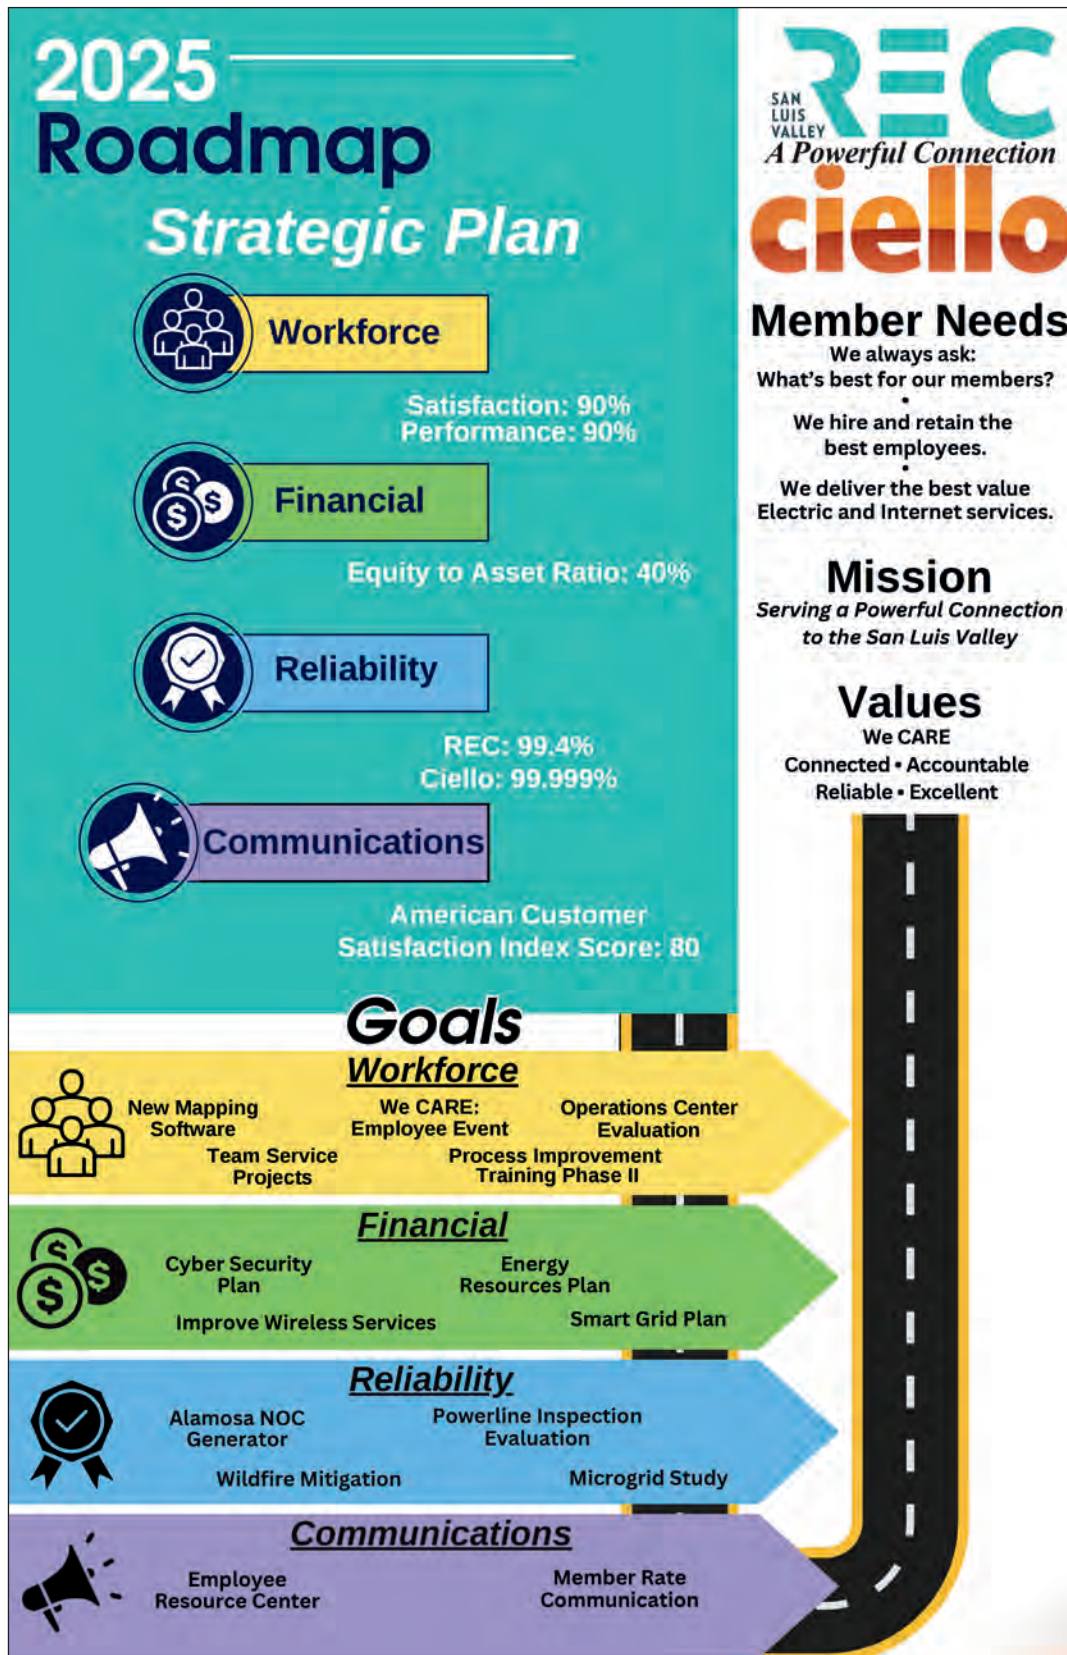 2025
Roadmap
Strategic Plan
Workforce
Satisfaction: 90%
Performance: 90%
Financial
Equity to Asset Ratio: 40%
Reliability
REC: 99.4%
Ciello: 99.999%
Communications
American Customer
Satisfaction Index Score: 80
SAN
LUIS
VALLEY
REC
A Powerful Connection
ciello
Member Needs
We always ask:
What's best for our members?
•
We hire and retain the
best employees.
•
We deliver the best value
Electric and Internet services.
Mission
Serving a Powerful Connection
to the San Luis Valley
Values
We CARE
Connected • Accountable
Reliable • Excellent
Goals
Workforce
New Mapping
Software
We CARE:
Employee Event
Operations Center
Evaluation
Team Service
Projects
Process Improvement
Training Phase II
Financial
Cyber Security
Plan
Energy
Resources Plan
Improve Wireless Services
Smart Grid Plan
Reliability
Alamosa NOC
Generator
Powerline Inspection
Evaluation
Wildfire Mitigation
Microgrid Study
Communications
Employee
Resource Center
Member Rate
Communication